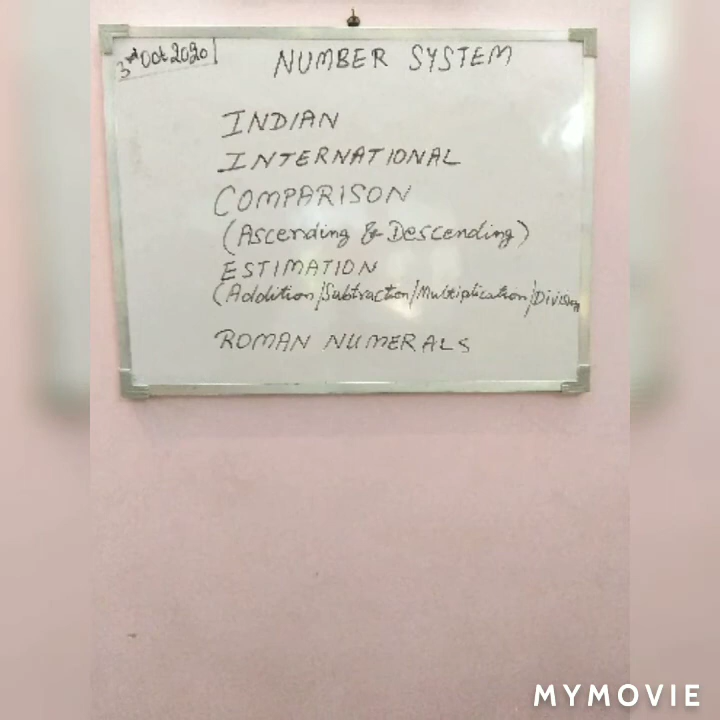 3rd Oct 2020
NUMBER SYSTEM
INDIAN
INTERNATIONAL
COMPARISON
(Ascending & Descending)
ESTIMATION
(Addition/Subtraction/Multiplication/Division
ROMAN NUMERALS
MYMOVIE